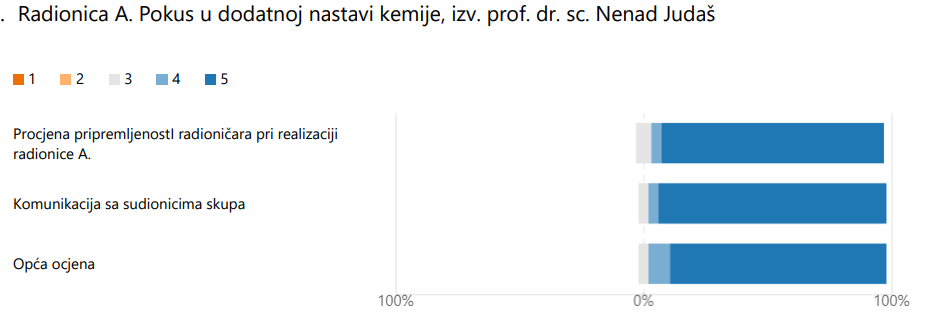 . Radionica A. Pokus u dodatnoj nastavi kemije, izv. prof. dr. sc. Nenad Judaš
1 2 3 4 5
Procjena pripremljenostI radioničara pri realizaciji
radionice A.
Komunikacija sa sudionicima skupa
Opća ocjena
100% 0% 100%